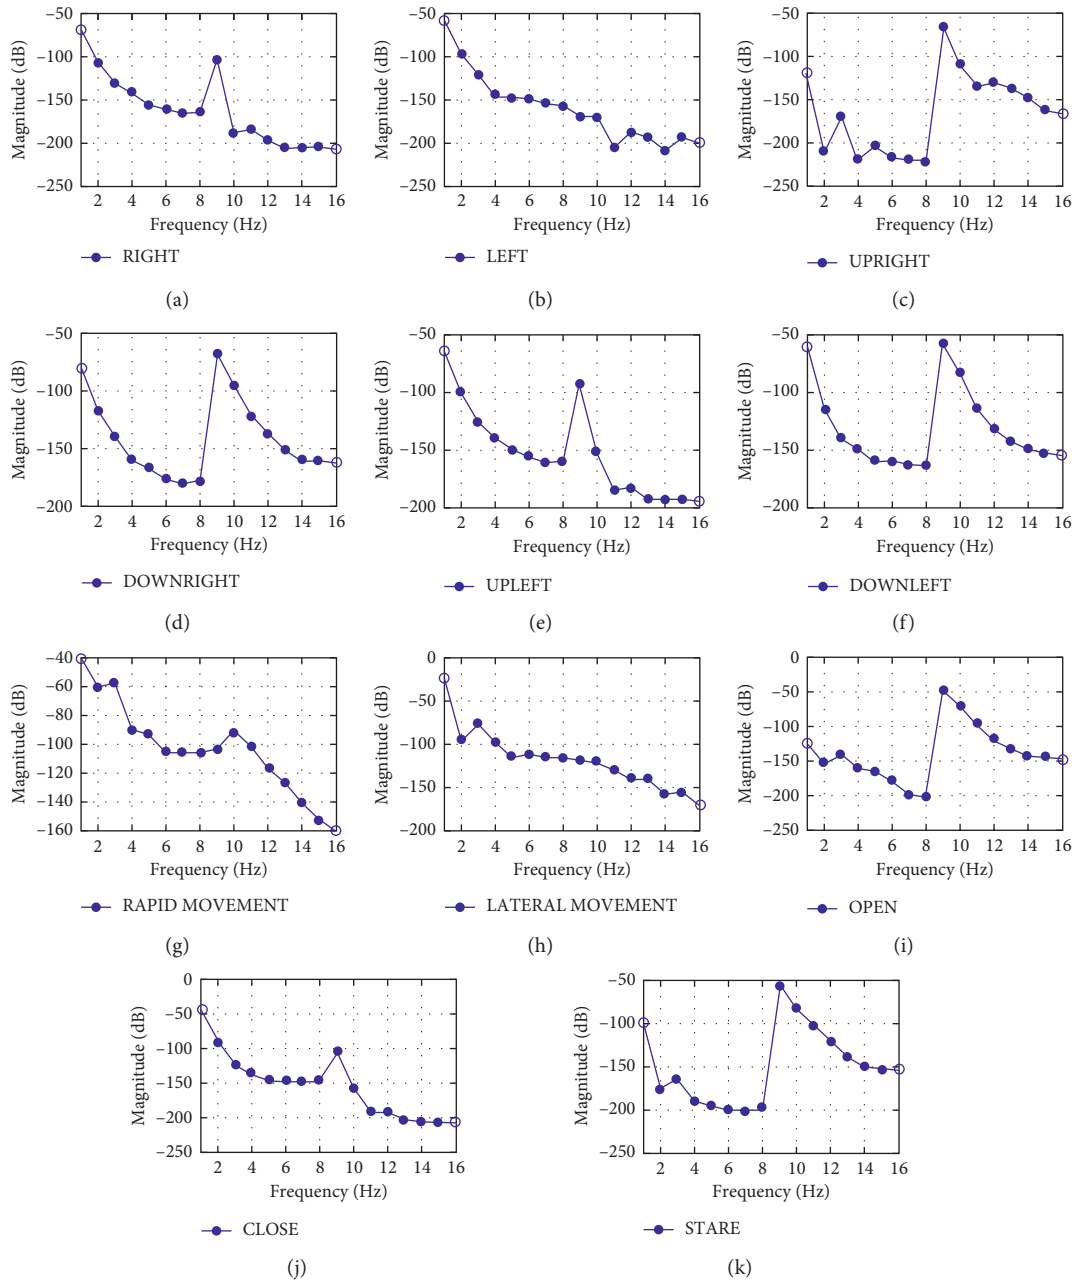 −50
−100
−150
−200
−250
Magnitude (dB)
2 4 6 8 10 12 14 16
Frequency (Hz)
RIGHT
(a)
−50
−100
−150
−200
−250
Magnitude (dB)
2 4 6 8 10 12 14 16
Frequency (Hz)
LEFT
(b)
−50
−100
−150
−200
−250
Magnitude (dB)
2 4 6 8 10 12 14 16
Frequency (Hz)
UPRIGHT
(c)
−50
−100
−150
−200
Magnitude (dB)
2 4 6 8 10 12 14 16
Frequency (Hz)
DOWNRIGHT
(d)
−50
−100
−150
−200
Magnitude (dB)
2 4 6 8 10 12 14 16
Frequency (Hz)
UPLEFT
(e)
−50
−100
−150
−200
Magnitude (dB)
2 4 6 8 10 12 14 16
Frequency (Hz)
DOWNLEFT
(f)
−40
−60
−80
−100
−120
−140
−160
Magnitude (dB)
2 4 6 8 10 12 14 16
Frequency (Hz)
RAPID MOVEMENT
(g)
0
−50
−100
−150
−200
Magnitude (dB)
2 4 6 8 10 12 14 16
Frequency (Hz)
LATERAL MOVEMENT
(h)
0
−50
−100
−150
−200
−250
Magnitude (dB)
2 4 6 8 10 12 14 16
Frequency (Hz)
OPEN
(i)
0
−50
−100
−150
−200
−250
Magnitude (dB)
2 4 6 8 10 12 14 16
Frequency (Hz)
CLOSE
(j)
−50
−100
−150
−200
−250
Magnitude (dB)
2 4 6 8 10 12 14 16
Frequency (Hz)
STARE
(k)